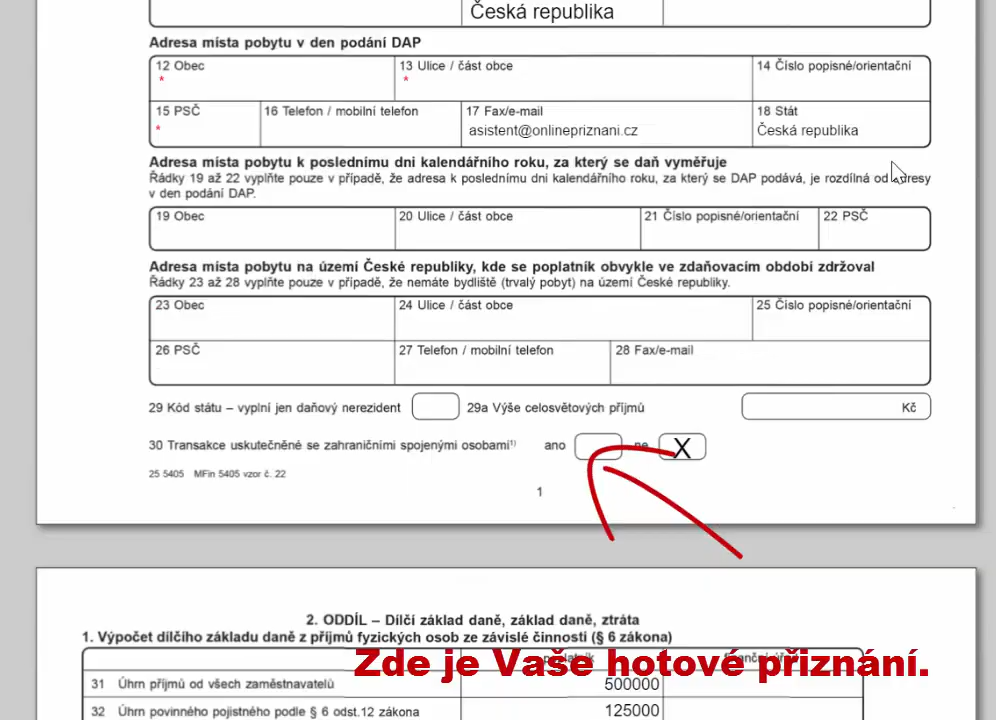 Česká republika
Adresa místa pobytu v den podání DAP
12 Obec 13 Ulice / část obce 14 Číslo popisné/orientační
* *
15 PSČ 16 Telefon / mobilní telefon 17 Fax/e-mail 18 Stát
* asistent@onlinepriznani.cz Česká republika
Adresa místa pobytu k poslednímu dni kalendářního roku, za který se daň vyměřuje
Řádky 19 až 22 vyplňte pouze v případě, že adresa k poslednímu dni kalendářního roku, za který se DAP podává, je rozdílná od adresy
v den podání DAP.
19 Obec 20 Ulice / část obce 21 Číslo popisné/orientační 22 PSČ
Adresa místa pobytu na území České republiky, kde se poplatník obvykle ve zdaňovacím období zdržoval
Řádky 23 až 28 vyplňte pouze v případě, že nemáte bydliště (trvalý pobyt) na území České republiky.
23 Obec 24 Ulice / část obce 25 Číslo popisné/orientační
26 PSČ 27 Telefon / mobilní telefon 28 Fax/e-mail
29 Kód státu – vyplní jen daňový nerezident 29a Výše celosvětových příjmů Kč
30 Transakce uskutečněné se zahraničními spojenými osobami¹⁾ ano ne X
25 5405 MFin 5405 vzor č. 22
1
2. ODDÍL – Dílčí základ daně, základ daně, ztráta
1. Výpočet dílčího základu daně z příjmů fyzických osob ze závislé činnosti (§ 6 zákona)
Zde je Vaše hotové přiznání.
31 Úhrn příjmů od všech zaměstnavatelů 500000
32 Úhrn povinného pojistného podle § 6 odst.12 zákona 125000